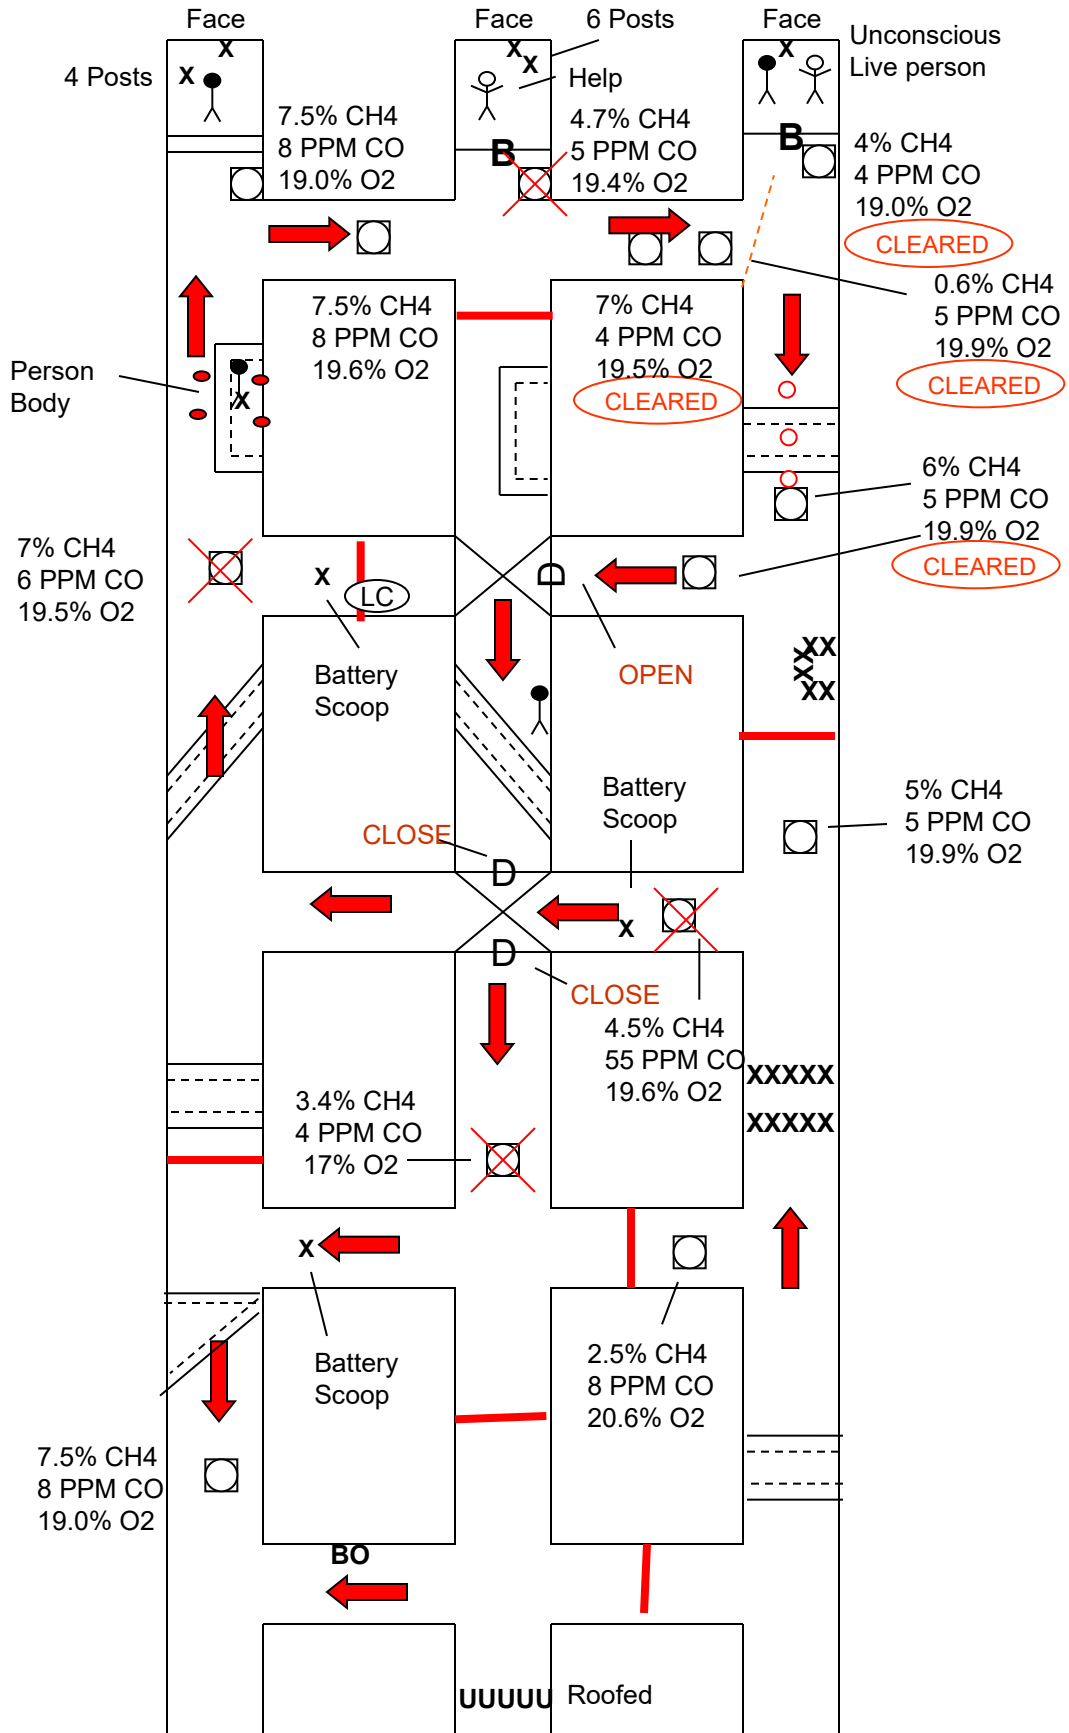 Face
Face
6 Posts
Face
Unconscious
Live person
X
X
X
X
X
4 Posts
Help
7.5% CH4
8 PPM CO
19.0% O2
4.7% CH4
5 PPM CO
19.4% O2
B
B
4% CH4
4 PPM CO
19.0% O2
CLEARED
0.6% CH4
5 PPM CO
19.9% O2
CLEARED
7.5% CH4
8 PPM CO
19.6% O2
7% CH4
4 PPM CO
19.5% O2
CLEARED
Person
Body
X
6% CH4
5 PPM CO
19.9% O2
CLEARED
7% CH4
6 PPM CO
19.5% O2
X
LC
D
Battery
Scoop
OPEN
XX
XX
XX
Battery
Scoop
5% CH4
5 PPM CO
19.9% O2
CLOSE
D
X
D
CLOSE
4.5% CH4
55 PPM CO
19.6% O2
XXXXX
XXXXX
3.4% CH4
4 PPM CO
17% O2
X
Battery
Scoop
2.5% CH4
8 PPM CO
20.6% O2
7.5% CH4
8 PPM CO
19.0% O2
BO
UUUUU
Roofed